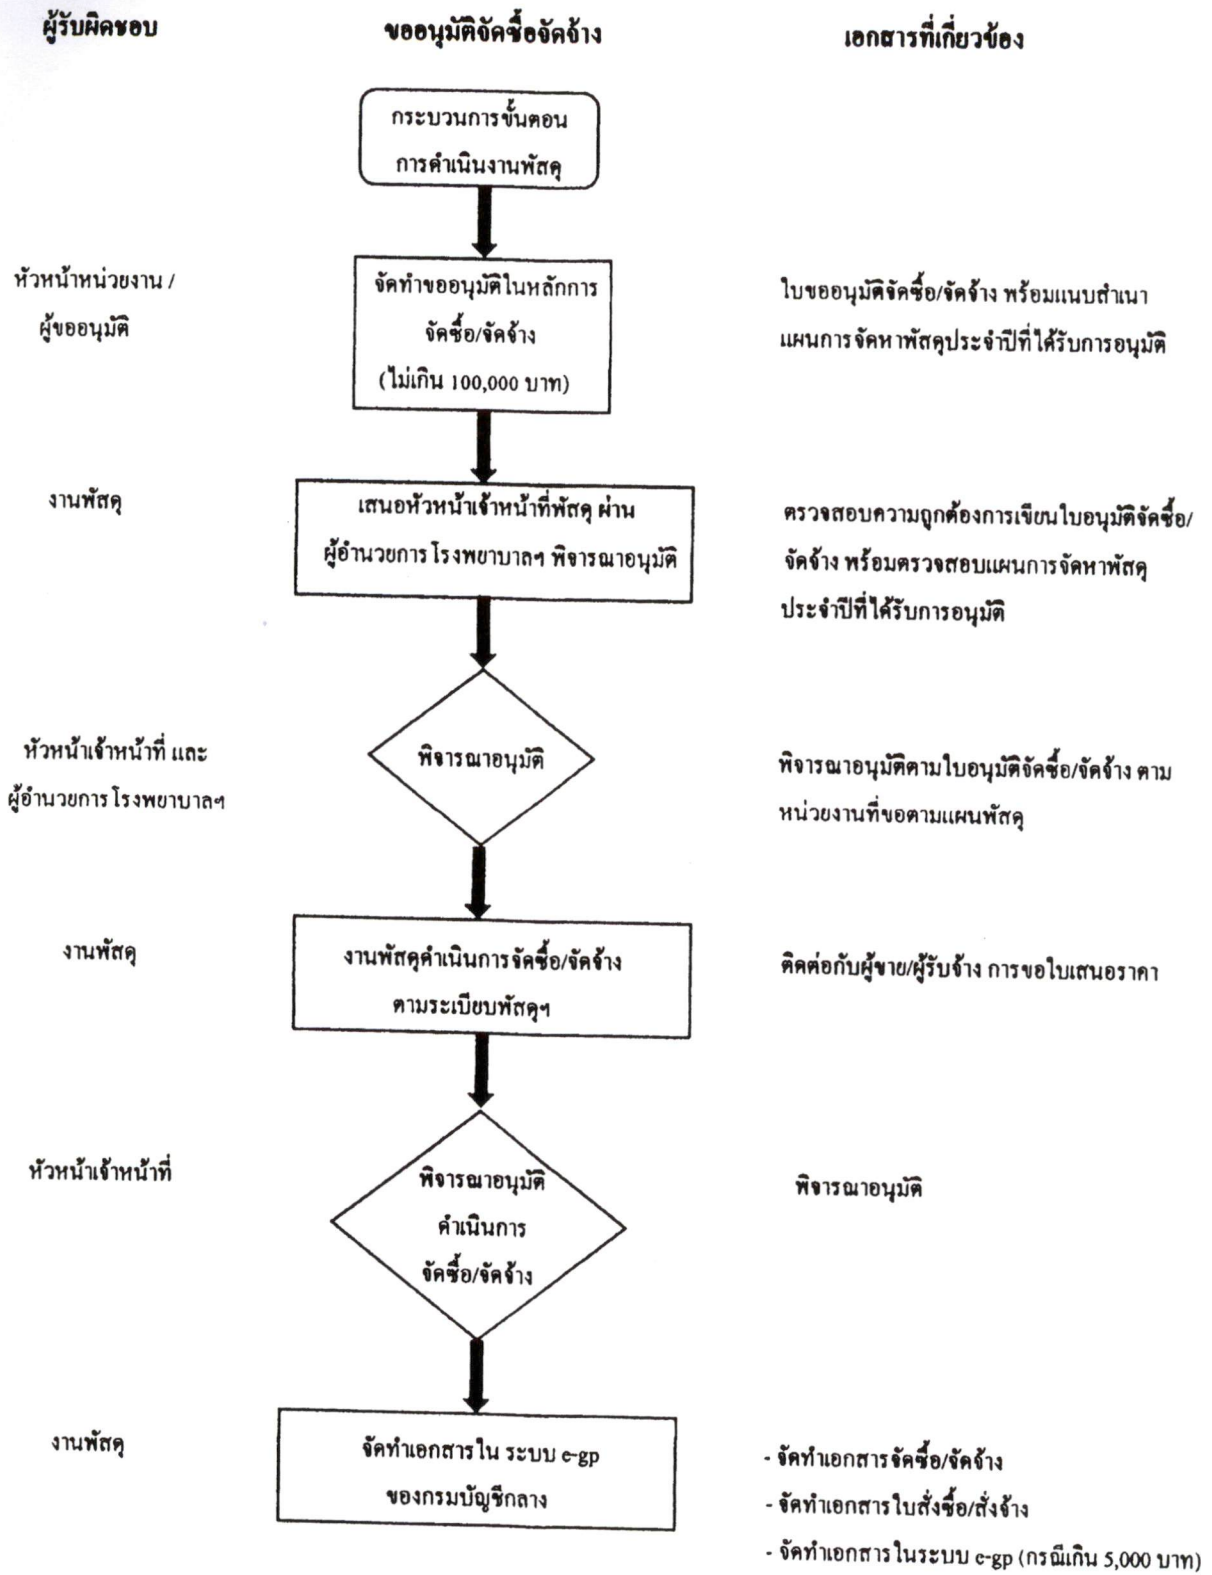 ผู้รับผิดชอบ
ขออนุมัติจัดซื้อจัดจ้าง
เอกสารที่เกี่ยวข้อง
กระบวนการขั้นตอน
การดำเนินงานพัสดุ
หัวหน้าหน่วยงาน /
ผู้ขออนุมัติ
จัดทำขออนุมัติในหลักการ
จัดซื้อ/จัดจ้าง
(ไม่เกิน 100,000 บาท)
ใบขออนุมัติจัดซื้อ/จัดจ้าง พร้อมแนบสำเนา
แผนการจัดหาพัสดุประจำปีที่ได้รับการอนุมัติ
งานพัสดุ
เสนอหัวหน้าเจ้าหน้าที่พัสดุ ผ่าน
ผู้อำนวยการโรงพยาบาลฯ พิจารณาอนุมัติ
ตรวจสอบความถูกต้องการเขียนใบอนุมัติจัดซื้อ/
จัดจ้าง พร้อมตรวจสอบแผนการจัดหาพัสดุ
ประจำปีที่ได้รับการอนุมัติ
หัวหน้าเจ้าหน้าที่ และ
ผู้อำนวยการโรงพยาบาลฯ
พิจารณาอนุมัติ
พิจารณาอนุมัติตามใบอนุมัติจัดซื้อ/จัดจ้าง ตาม
หน่วยงานที่ขอตามแผนพัสดุ
งานพัสดุ
งานพัสดุดำเนินการจัดซื้อ/จัดจ้าง
ตามระเบียบพัสดุฯ
ติดต่อกับผู้ขาย/ผู้รับจ้าง การขอใบเสนอราคา
หัวหน้าเจ้าหน้าที่
พิจารณาอนุมัติ
ดำเนินการ
จัดซื้อ/จัดจ้าง
พิจารณาอนุมัติ
งานพัสดุ
จัดทำเอกสารใน ระบบ e-gp
ของกรมบัญชีกลาง
- จัดทำเอกสารจัดซื้อ/จัดจ้าง
- จัดทำเอกสารใบสั่งซื้อ/สั่งจ้าง
- จัดทำเอกสารในระบบ e-gp (กรณีเกิน 5,000 บาท)